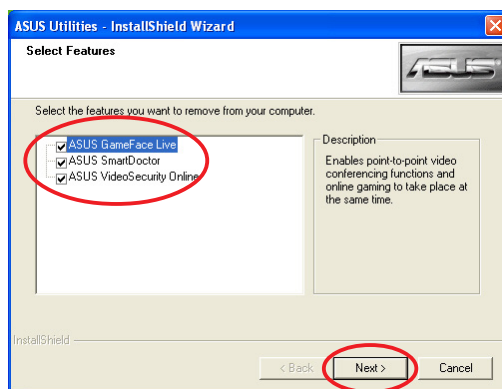 ASUS Utilities - InstallShield Wizard
Select Features
ASUS
Select the features you want to remove from your computer.
ASUS GameFace Live
ASUS SmartDoctor
ASUS VideoSecurity Online
Description
Enables point-to-point video
conferencing functions and
online gaming to take place at
the same time.
InstallShield
< Back
Next >
Cancel